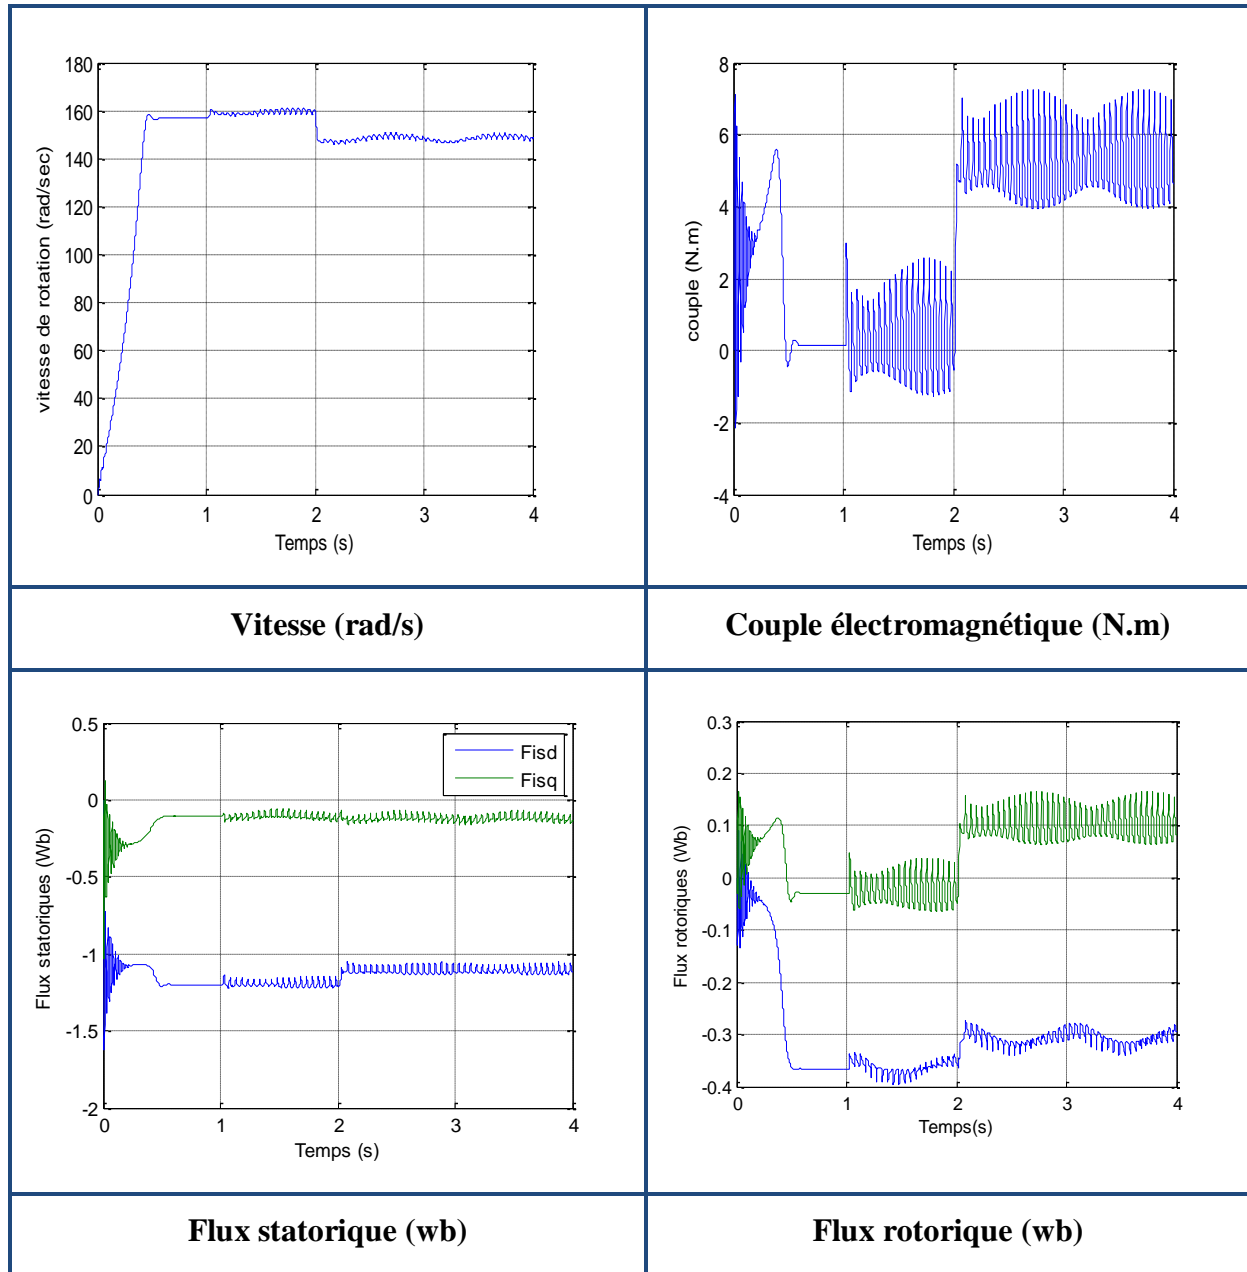 180
160
140
120
100
80
60
40
20
0
vitesse de rotation (rad/sec)
0 1 2 3 4
Temps (s)
8
6
4
2
0
-2
-4
couple (N.m)
0 1 2 3 4
Temps (s)
Vitesse (rad/s)
Couple électromagnétique (N.m)
0.5
0
-0.5
-1
-1.5
-2
Flux statoriques (Wb)
Fisd
Fisq
0 1 2 3 4
Temps (s)
0.3
0.2
0.1
0
-0.1
-0.2
-0.3
-0.4
Flux rotoriques (Wb)
0 1 2 3 4
Temps(s)
Flux statorique (wb)
Flux rotorique (wb)